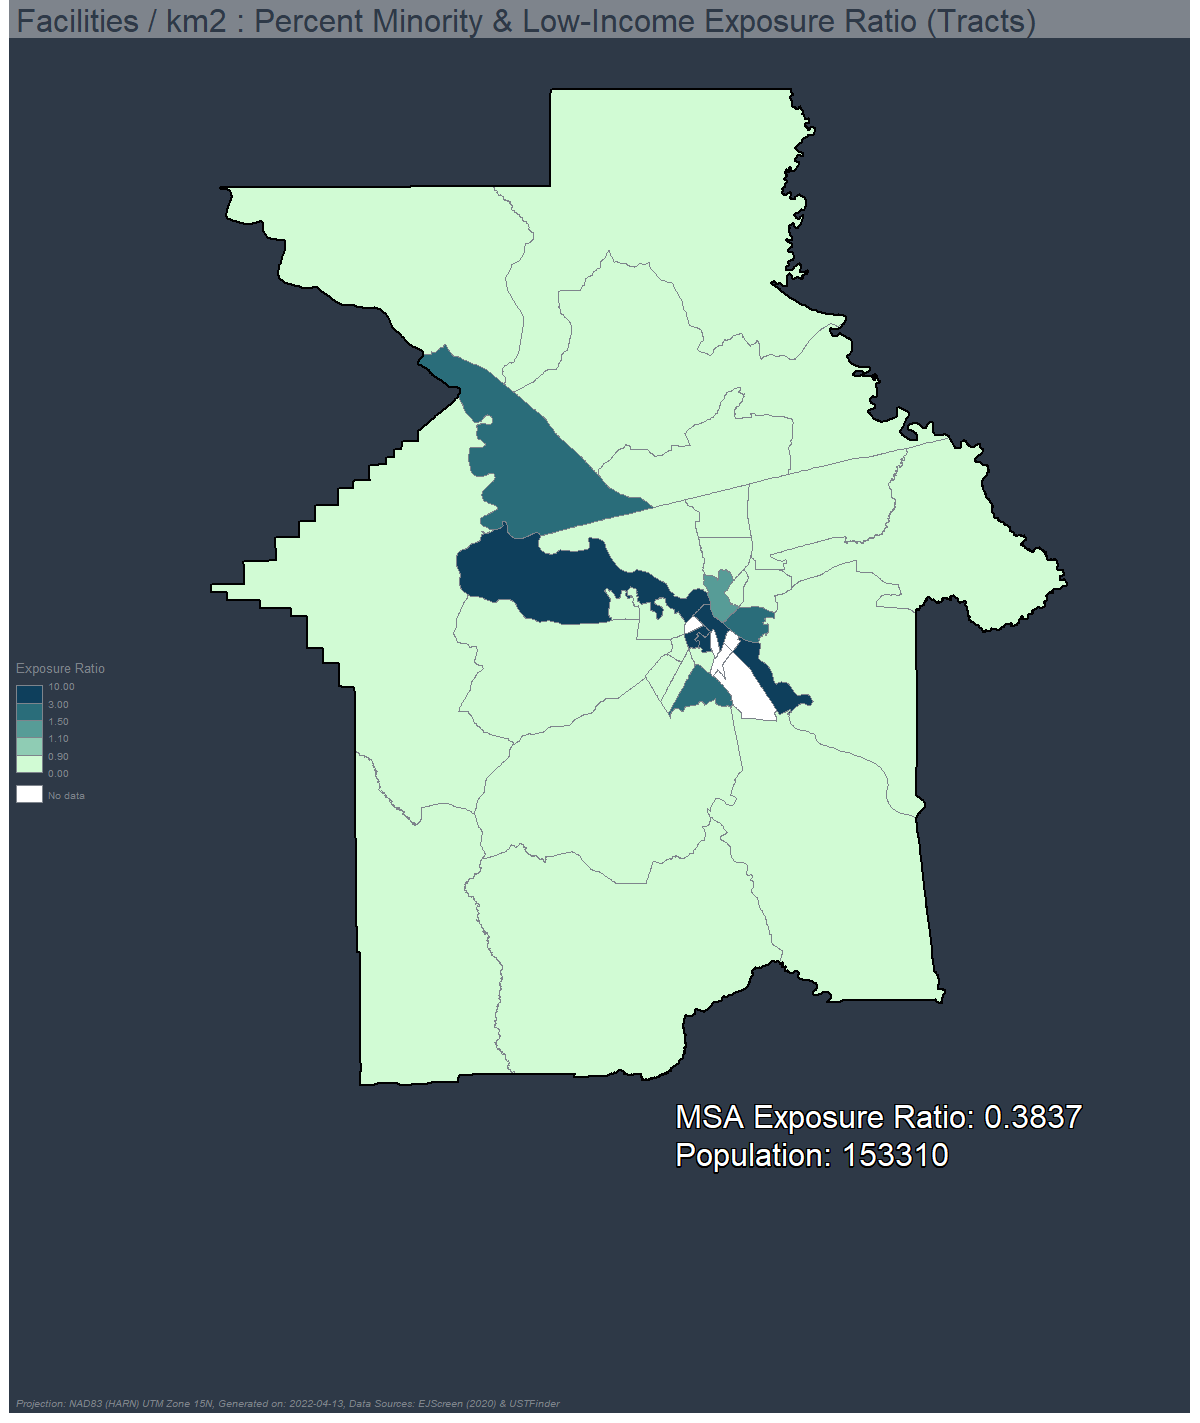 Facilities / km2 : Percent Minority & Low-Income Exposure Ratio (Tracts)
Exposure Ratio
10.00
3.00
1.50
1.10
0.90
0.00
No data
MSA Exposure Ratio: 0.3837
Population: 153310
Projection: NAD83 (HARN) UTM Zone 15N, Generated on: 2022-04-13, Data Sources: EJScreen (2020) & USTFinder